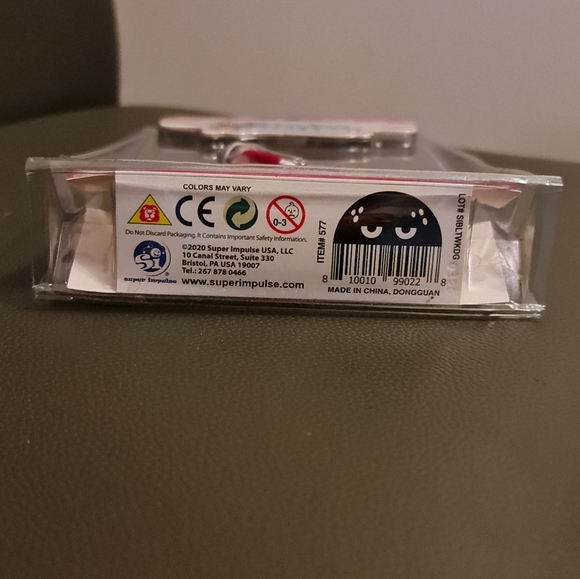 COLORS MAY VARY
CE
0-3
Do Not Discard Packaging. It Contains Important Safety Information.
©2020 Super Impulse USA, LLC
10 Canal Street, Suite 330
Bristol, PA USA 19007
Tel.: 267 878 0466
www.superimpulse.com
SI
super impulse
ITEM# 577
8 10010 99022 8
MADE IN CHINA, DONGGUAN
LOT# SIBLTWKDG